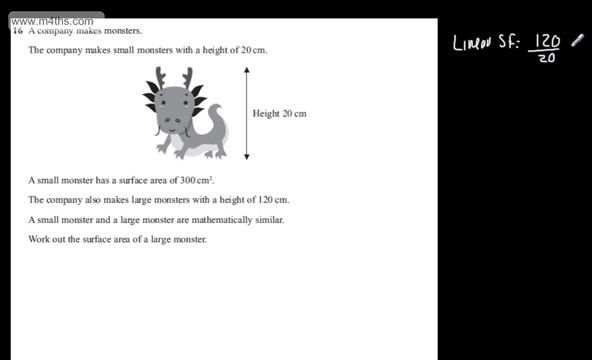 www.m4ths.com
16 A company makes monsters.
The company makes small monsters with a height of 20 cm.
Height 20 cm
A small monster has a surface area of 300 cm².
The company also makes large monsters with a height of 120 cm.
A small monster and a large monster are mathematically similar.
Work out the surface area of a large monster.
Linear SF: 120
20